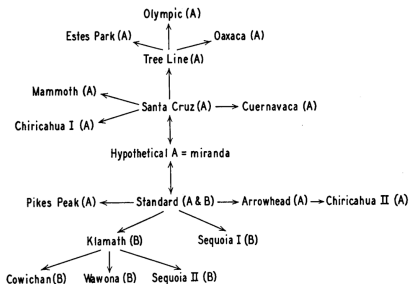 Olympic (A)
Estes Park (A) Oaxaca (A)
Tree Line (A)
Mammoth (A)
Santa Cruz (A) Cuernavaca (A)
Chiricahua I (A)
Hypothetical A = miranda
Pikes Peak (A) Standard (A & B) Arrowhead (A) Chiricahua II (A)
Klamath (B) Sequoia I (B)
Cowichan (B) Wawona (B) Sequoia II (B)